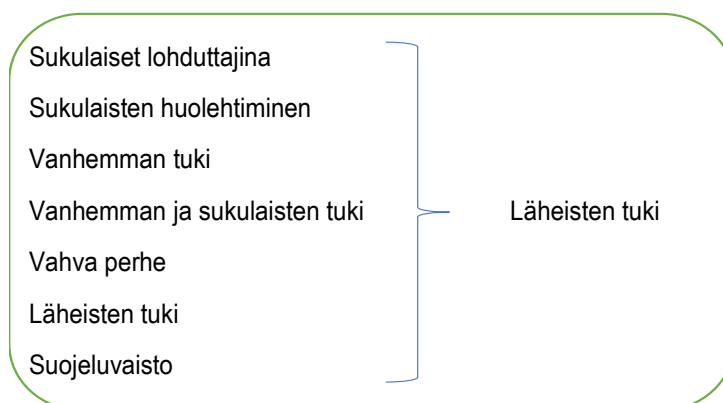 Sukulaiset lohduttajina
Sukulaisten huolehtiminen
Vanhemman tuki
Vanhemman ja sukulaisten tuki
Läheisten tuki
Vahva perhe
Läheisten tuki
Suojeluvaisto